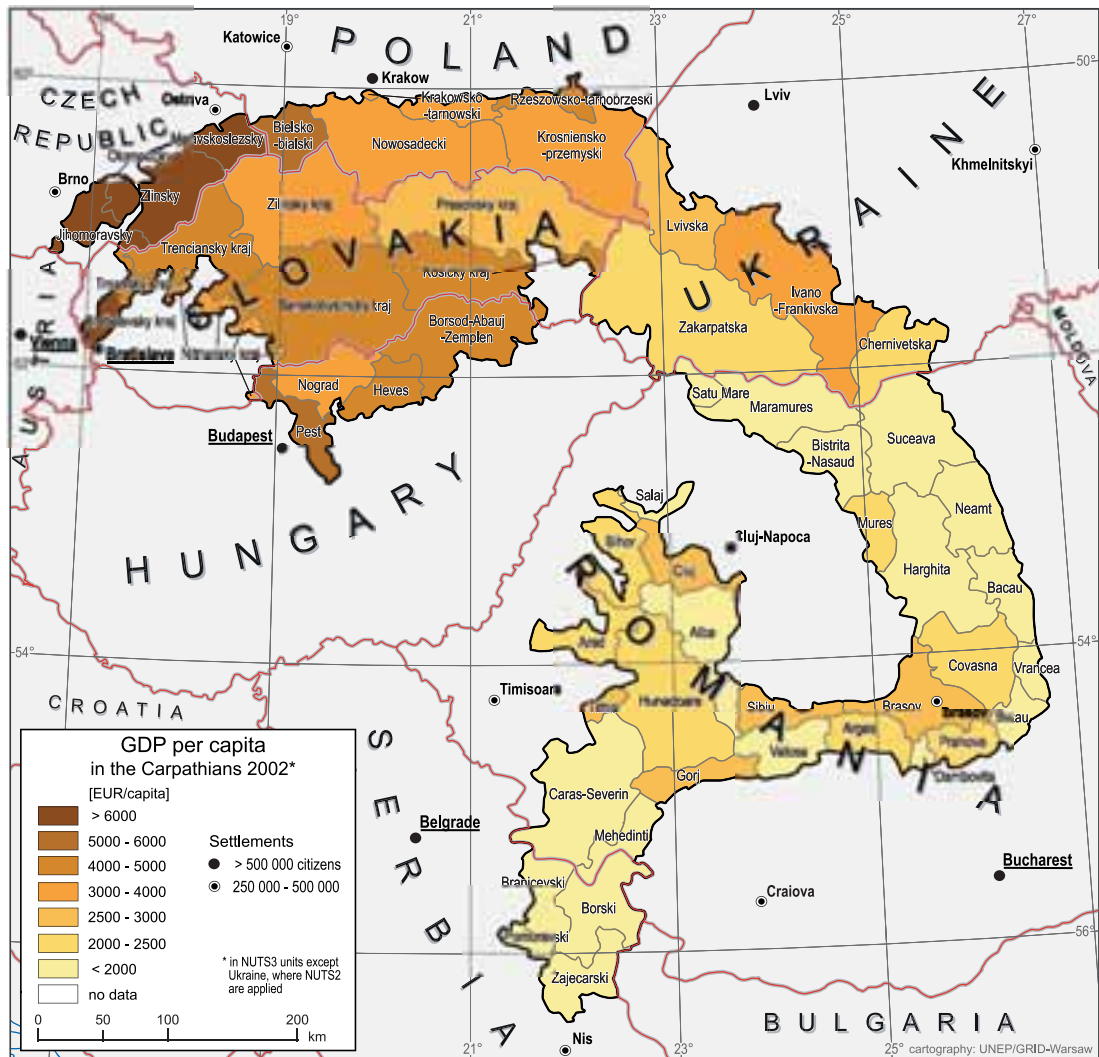 19°
21°
23°
25°
27°
50°
POLAND
Katowice
Krakow
Lviv
CZECH
REPUBLIC
Ostrava
Brno
Khmelnitskyi
UKRAINE
Bielsko
-bialski
Krakowsko
-tarnowski
Rzeszowsko-tarnobrzeski
Nowosadecki
Krosniensko
-przemyski
Zlinsky
Jihomoravsky
Trenciansky kraj
Zilinsky kraj
Presovsky kraj
Kosicky kraj
SLOVAKIA
Lvivska
Zakarpatska
Ivano
-Frankivska
Chernivetska
MOLDOVA
AUSTRIA
Vienna
Bratislava
Borsod-Abauj
-Zemplen
Nograd
Heves
Pest
Budapest
HUNGARY
Satu Mare
Maramures
Bistrita
-Nasaud
Suceava
Salaj
Cluj-Napoca
Mures
Neamt
Bihor
Cluj
Harghita
Bacau
Alba
Arad
54°
54°
ROMANIA
Covasna
Vrancea
Timisoara
Hunedoara
Sibiu
Brasov
Brasov
Arges
Prahova
Dambovita
Valcea
Gorj
CROATIA
SERBIA
Caras-Severin
Mehedinti
Belgrade
Bucharest
Craiova
Branicevski
Borski
Zajecarski
56°
Nis
25°
23°
BULGARIA
GDP per capita
in the Carpathians 2002*
[EUR/capita]
> 6000
5000 - 6000
4000 - 5000
3000 - 4000
2500 - 3000
2000 - 2500
< 2000
no data
Settlements
> 500 000 citizens
250 000 - 500 000
* in NUTS3 units except
Ukraine, where NUTS2
are applied
0 50 100 200
km
cartography: UNEP/GRID-Warsaw